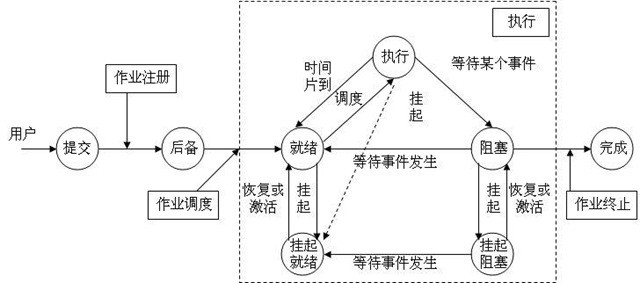 执行
执行
时间
片到
等待某个事件
作业注册
调度
挂
起
用户
提交
后备
就绪
阻塞
完成
等待事件发生
作业调度
恢复或
激活
挂
起
挂
起
恢复或
激活
作业终止
挂起
就绪
等待事件发生
挂起
阻塞